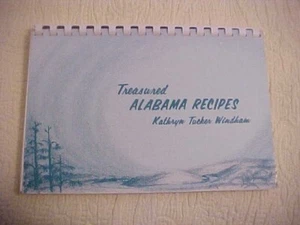 Treasured
ALABAMA RECIPES
Kathryn Tucker Windham